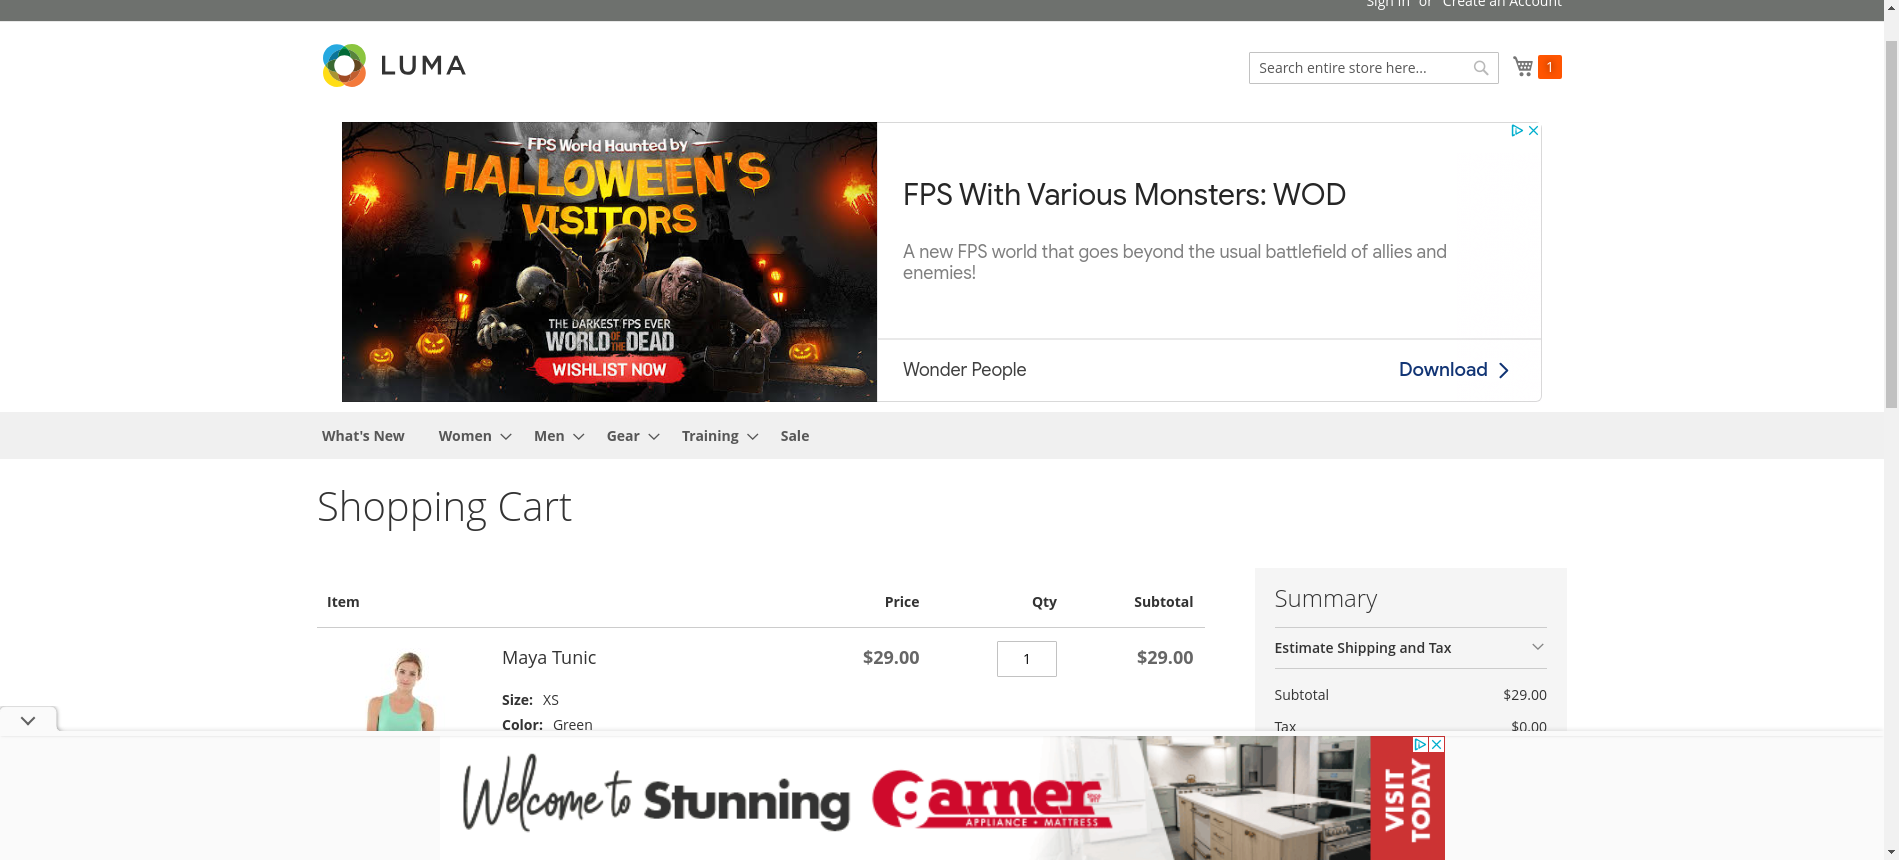 Sign In or Create an Account
LUMA
Search entire store here...
1
FPS World Haunted by
HALLOWEEN'S
VISITORS
THE DARKEST FPS EVER
WORLD OF THE DEAD
WISHLIST NOW
FPS With Various Monsters: WOD
A new FPS world that goes beyond the usual battlefield of allies and
enemies!
Wonder People
Download
What's New
Women
Men
Gear
Training
Sale
Shopping Cart
Item
Price
Qty
Subtotal
Maya Tunic
$29.00
1
$29.00
Size: XS
Color: Green
Summary
Estimate Shipping and Tax
Subtotal
$29.00
Tax
$0.00
Welcome to Stunning
Garner
APPLIANCE • MATTRESS
VISIT
TODAY